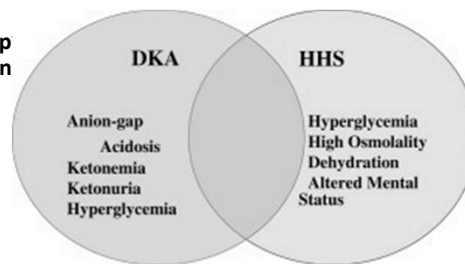 p
n
DKA
HHS
Anion-gap
Acidosis
Ketonemia
Ketonuria
Hyperglycemia
Hyperglycemia
High Osmolality
Dehydration
Altered Mental
Status